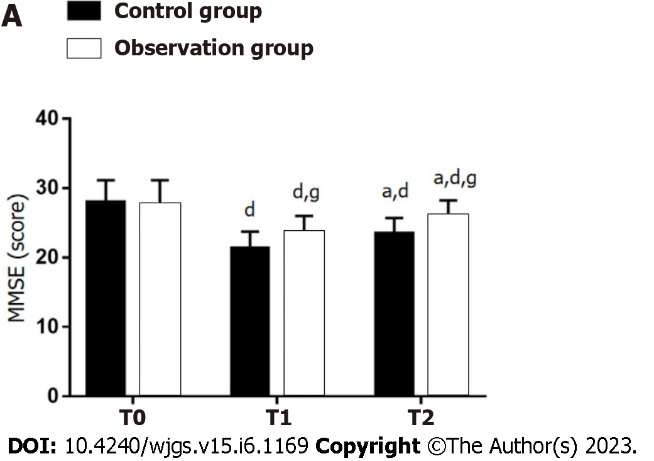 A
Control group
Observation group
MMSE (score)
40
30
20
10
0
d
d,g
a,d
a,d,g
T0
T1
T2
DOI: 10.4240/wjgs.v15.i6.1169 Copyright ©The Author(s) 2023.